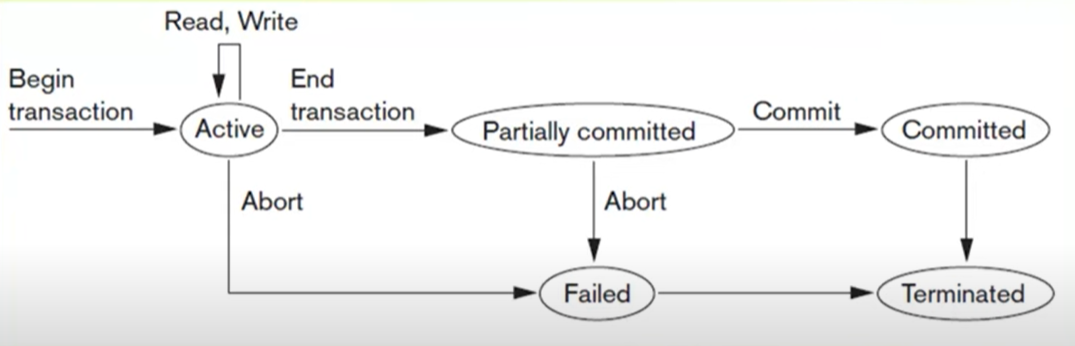 Read, Write
Begin
transaction
End
transaction
Active
Partially committed
Commit
Committed
Abort
Abort
Failed
Terminated